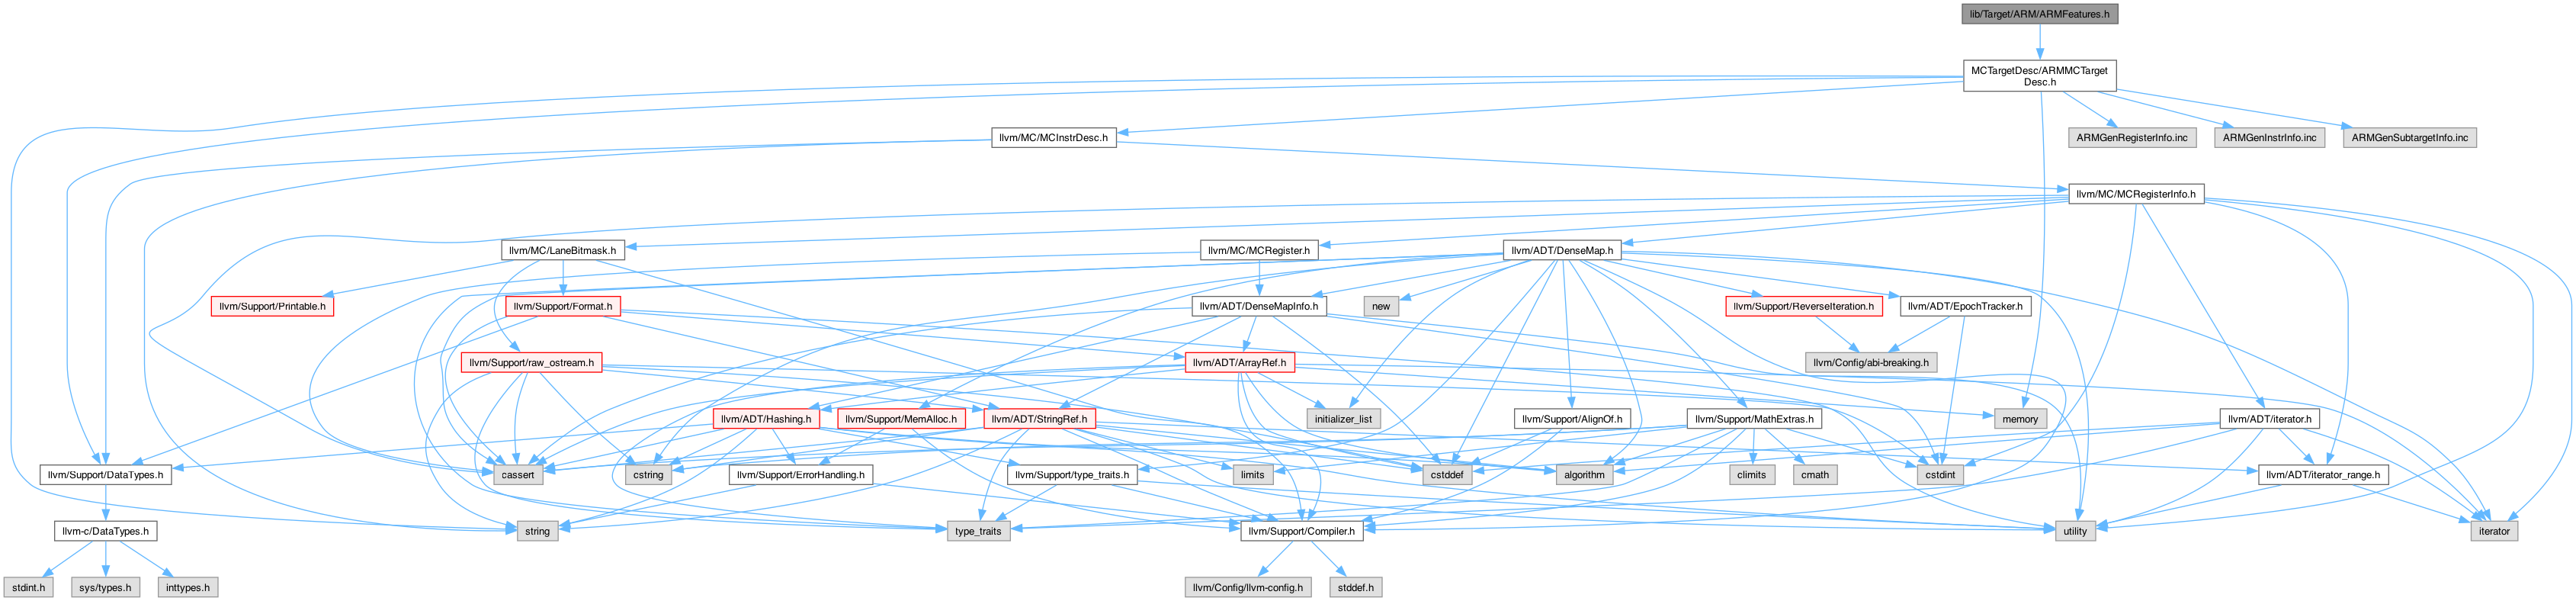 lib/Target/ARM/ARMFeatures.h
MCTargetDesc/ARMMCTarget
Desc.h
llvm/MC/MCInstrDesc.h
ARMGenRegisterInfo.inc
ARMGenInstrInfo.inc
ARMGenSubtargetInfo.inc
llvm/MC/MCRegisterInfo.h
llvm/MC/LaneBitmask.h
llvm/MC/MCRegister.h
llvm/ADT/DenseMap.h
llvm/Support/Printable.h
llvm/Support/Format.h
llvm/ADT/DenseMapInfo.h
new
llvm/Support/ReverseIteration.h
llvm/ADT/EpochTracker.h
llvm/Support/raw_ostream.h
llvm/ADT/ArrayRef.h
llvm/Config/abi-breaking.h
llvm/ADT/Hashing.h
llvm/Support/MemAlloc.h
llvm/ADT/StringRef.h
initializer_list
llvm/Support/AlignOf.h
llvm/Support/MathExtras.h
memory
llvm/ADT/iterator.h
llvm/Support/DataTypes.h
cassert
cstring
llvm/Support/ErrorHandling.h
llvm/Support/type_traits.h
limits
cstddef
algorithm
climits
cmath
cstdint
llvm/ADT/iterator_range.h
llvm-c/DataTypes.h
string
type_traits
llvm/Support/Compiler.h
utility
iterator
stdint.h
sys/types.h
inttypes.h
llvm/Config/llvm-config.h
stddef.h